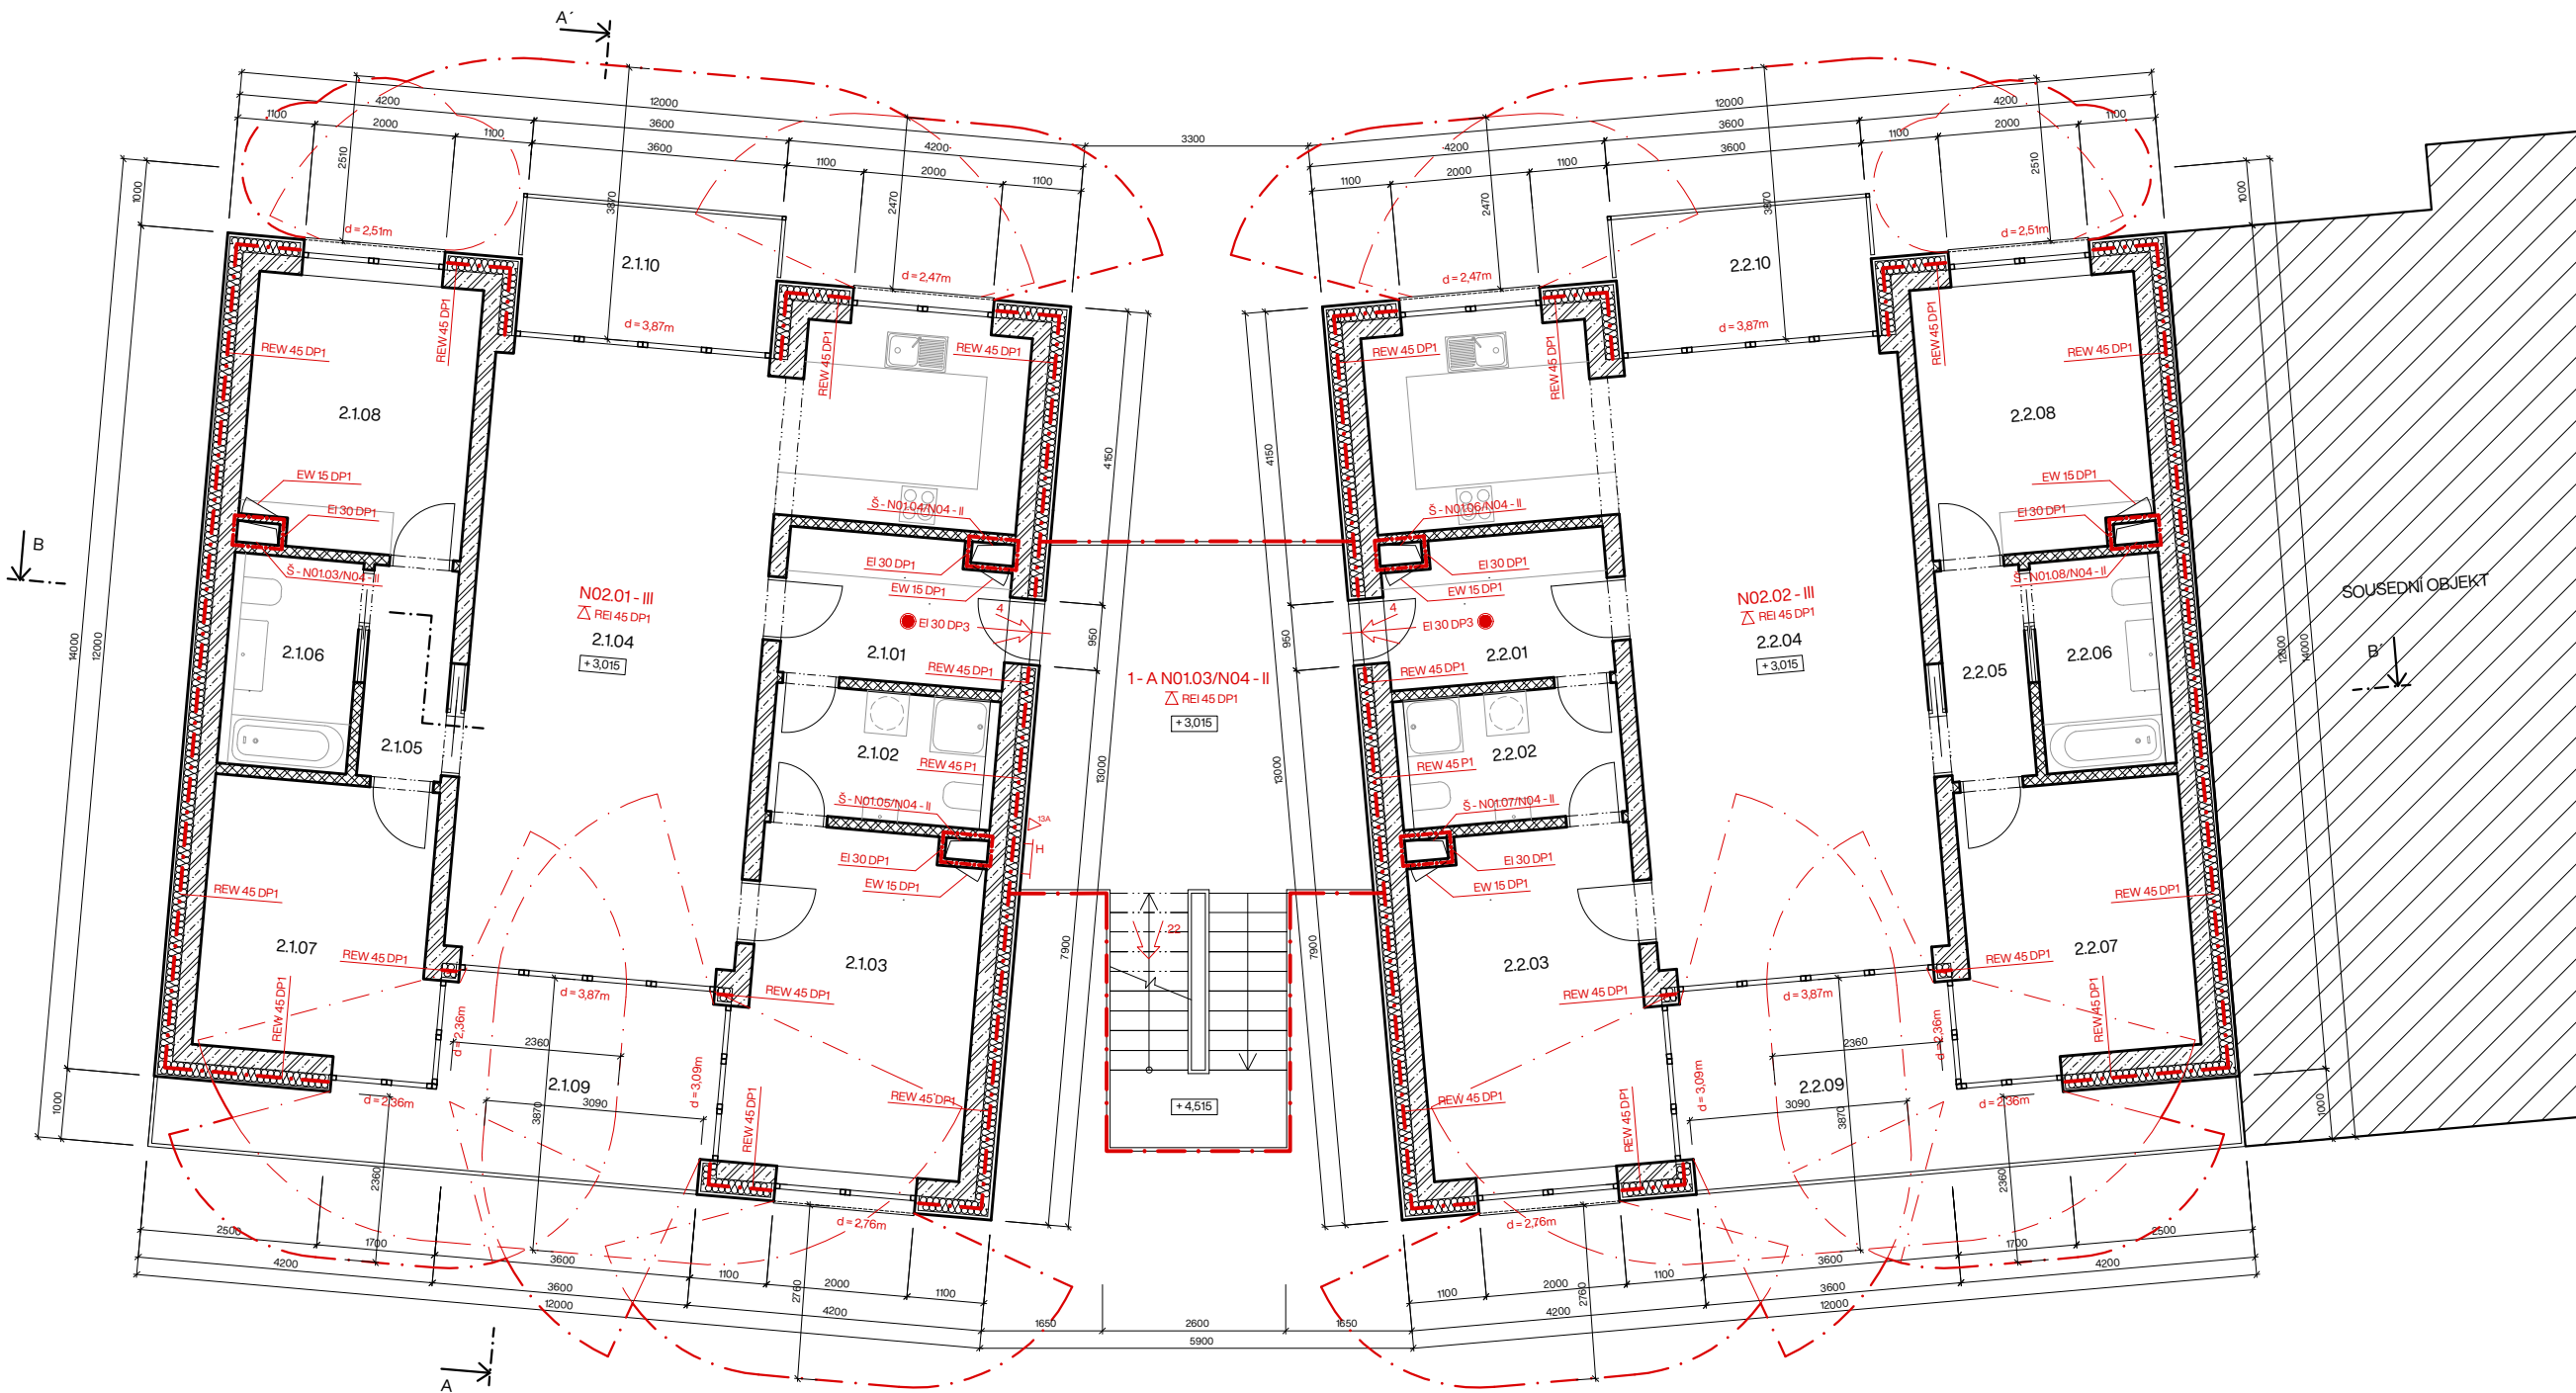 A´
12000
4200
3600
4200
1100
2000
1100
3600
1100
2000
1100
2510
3870
2470
3300
12000
4200
3600
4200
1100
2000
1100
3600
1100
2000
1100
2470
3870
2510
1000
1000
d = 2,51m
2.1.10
d = 3,87m
d = 2,47m
d = 2,47m
2.2.10
d = 3,87m
d = 2,51m
REW 45 DP1
REW 45 DP1
REW 45 DP1
REW 45 DP1
REW 45 DP1
REW 45 DP1
REW 45 DP1
REW 45 DP1
2.1.08
2.2.08
4150
4150
EW 15 DP1
EI 30 DP1
Š - N01.03/N04 - II
Š - N01.04/N04 - II
EI 30 DP1
EW 15 DP1
Š - N01.06/N04 - II
EI 30 DP1
EW 15 DP1
EW 15 DP1
EI 30 DP1
Š - N01.08/N04 - II
B
SOUSEDNÍ OBJEKT
B´
14000
12000
12000
14000
N02.01 - III
REI 45 DP1
2.1.04
+ 3,015
N02.02 - III
REI 45 DP1
2.2.04
+ 3,015
4
EI 30 DP3
4
EI 30 DP3
950
950
2.1.06
2.1.01
REW 45 DP1
REW 45 DP1
2.2.01
2.2.05
2.2.06
1 - A N01.03/N04 - II
REI 45 DP1
+ 3,015
2.1.05
2.1.02
REW 45 P1
REW 45 P1
2.2.02
13000
13000
Š - N01.05/N04 - II
Š - N01.07/N04 - II
13A
H
EI 30 DP1
EW 15 DP1
EI 30 DP1
EW 15 DP1
REW 45 DP1
REW 45 DP1
22
7900
7900
2.1.07
REW 45 DP1
2.1.03
REW 45 DP1
2.2.03
REW 45 DP1
REW 45 DP1
2.2.07
REW 45 DP1
REW 45 DP1
d = 3,87m
d = 3,87m
d = 2,36m
d = 2,36m
2360
2360
2.1.09
2.2.09
3090
3090
3870
3870
d = 3,09m
d = 3,09m
d = 2,36m
d = 2,36m
REW 45 DP1
REW 45 DP1
REW 45 DP1
REW 45 DP1
+ 4,515
1000
1000
2360
2360
d = 2,76m
d = 2,76m
2500
1700
3600
1100
2000
1100
4200
3600
4200
12000
2760
1650
2600
1650
5900
1100
2000
1100
3600
1700
2500
4200
3600
4200
12000
2760
A